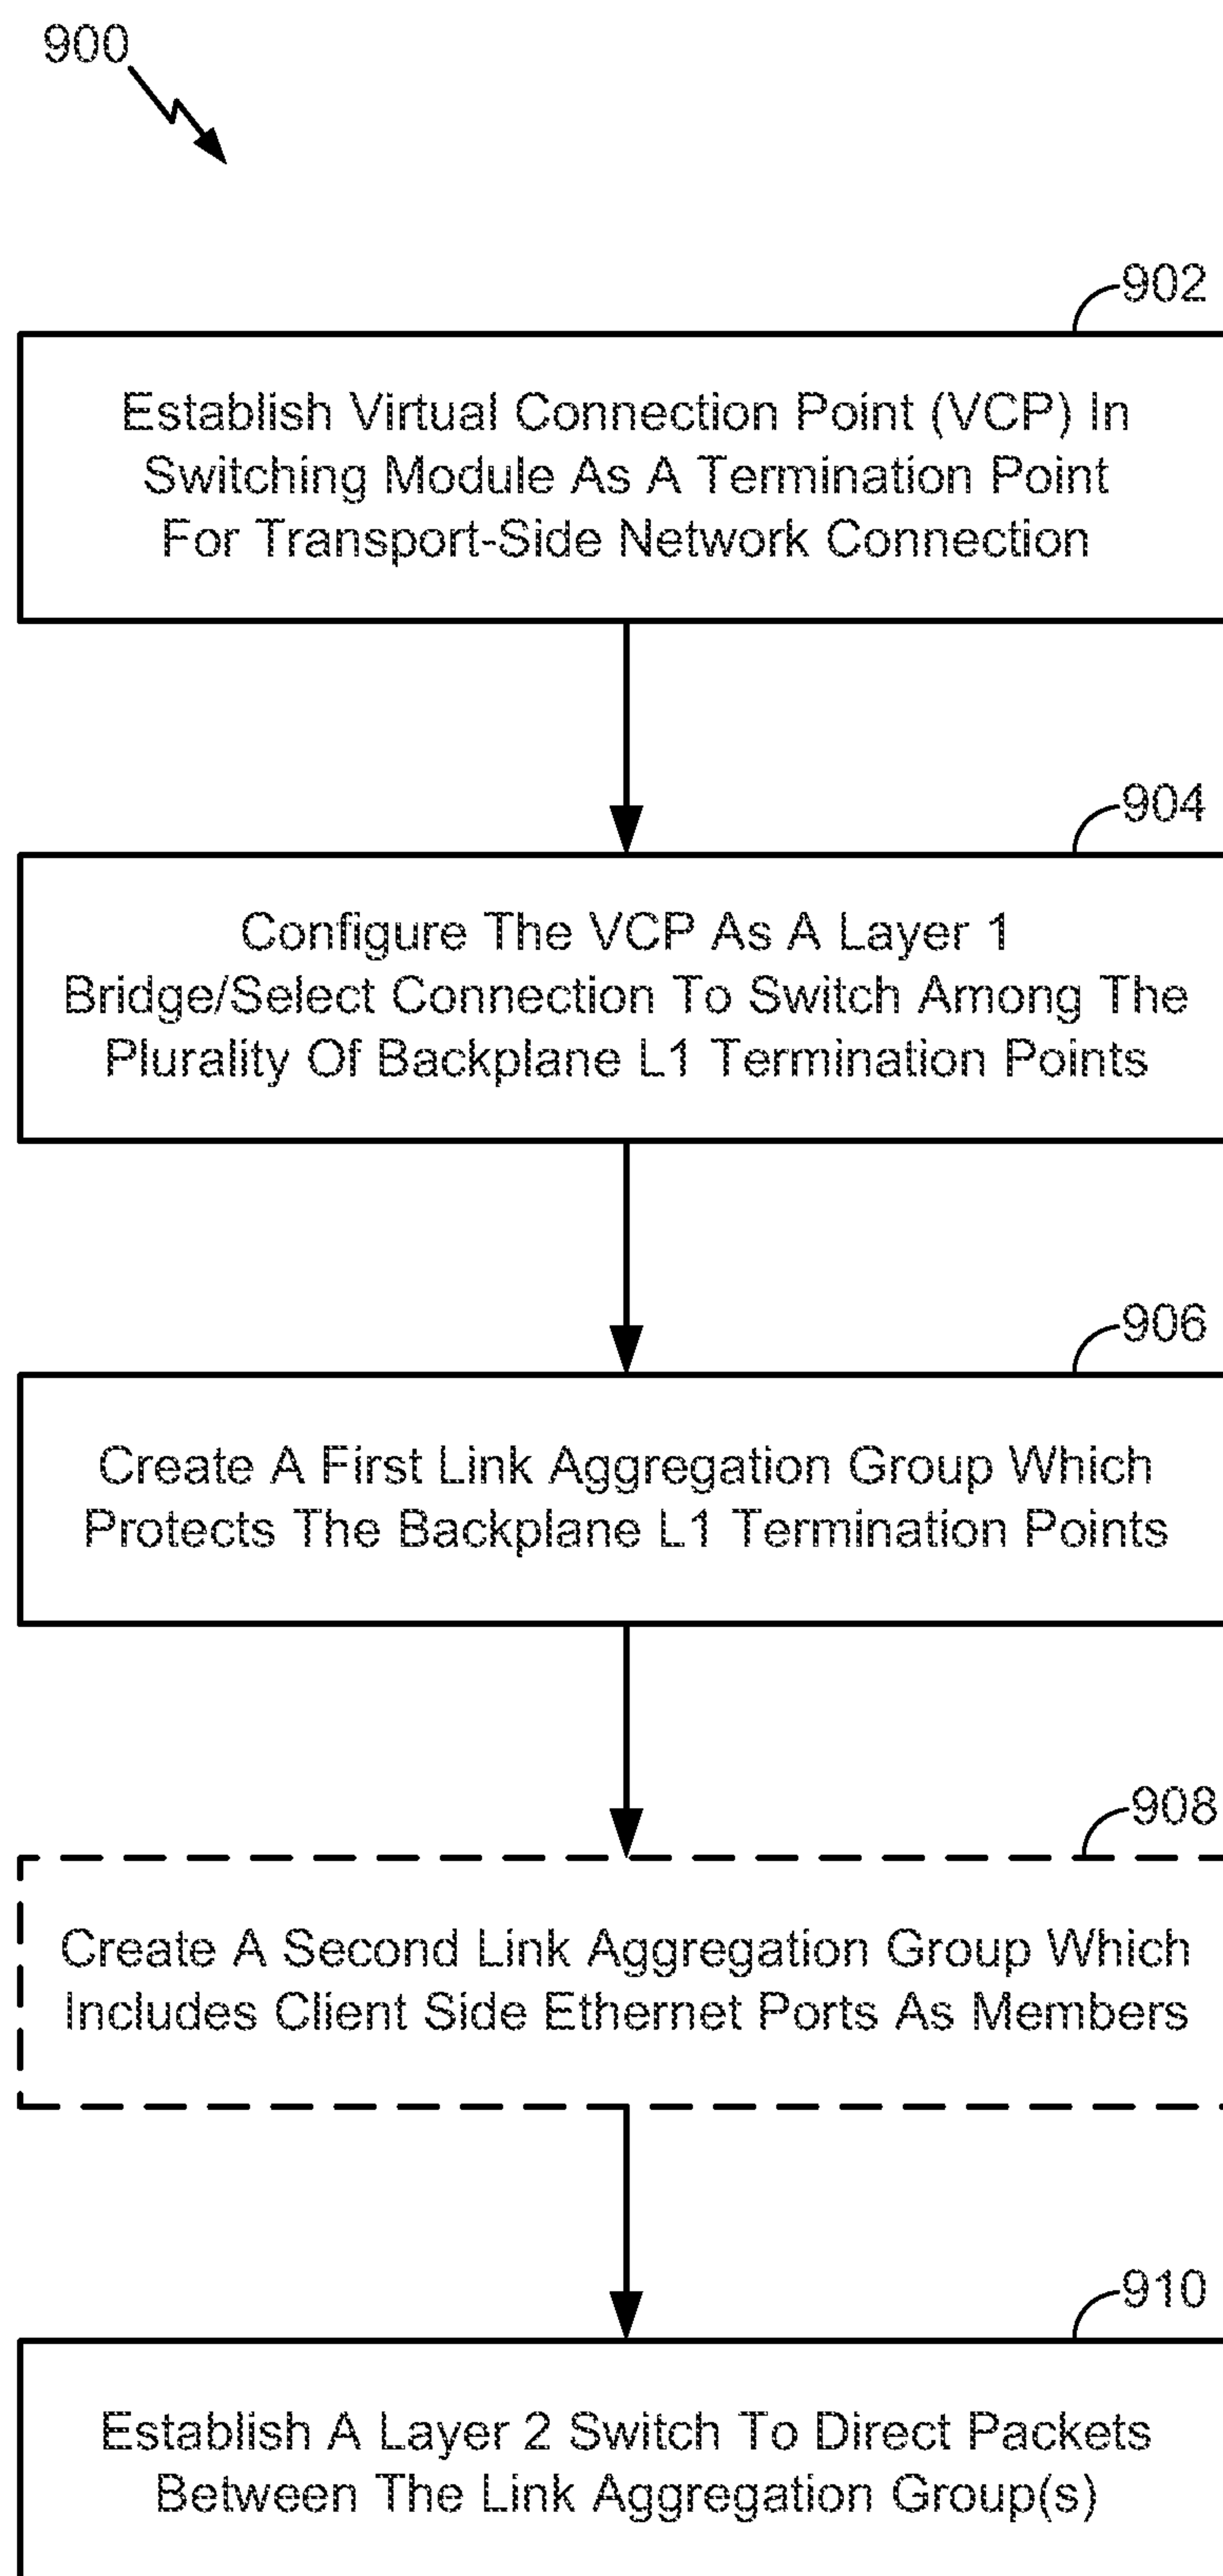 900
902
Establish Virtual Connection Point (VCP) In
Switching Module As A Termination Point
For Transport-Side Network Connection
904
Configure The VCP As A Layer 1
Bridge/Select Connection To Switch Among The
Plurality Of Backplane L1 Termination Points
906
Create A First Link Aggregation Group Which
Protects The Backplane L1 Termination Points
908
Create A Second Link Aggregation Group Which
Includes Client Side Ethernet Ports As Members
910
Establish A Layer 2 Switch To Direct Packets
Between The Link Aggregation Group(s)